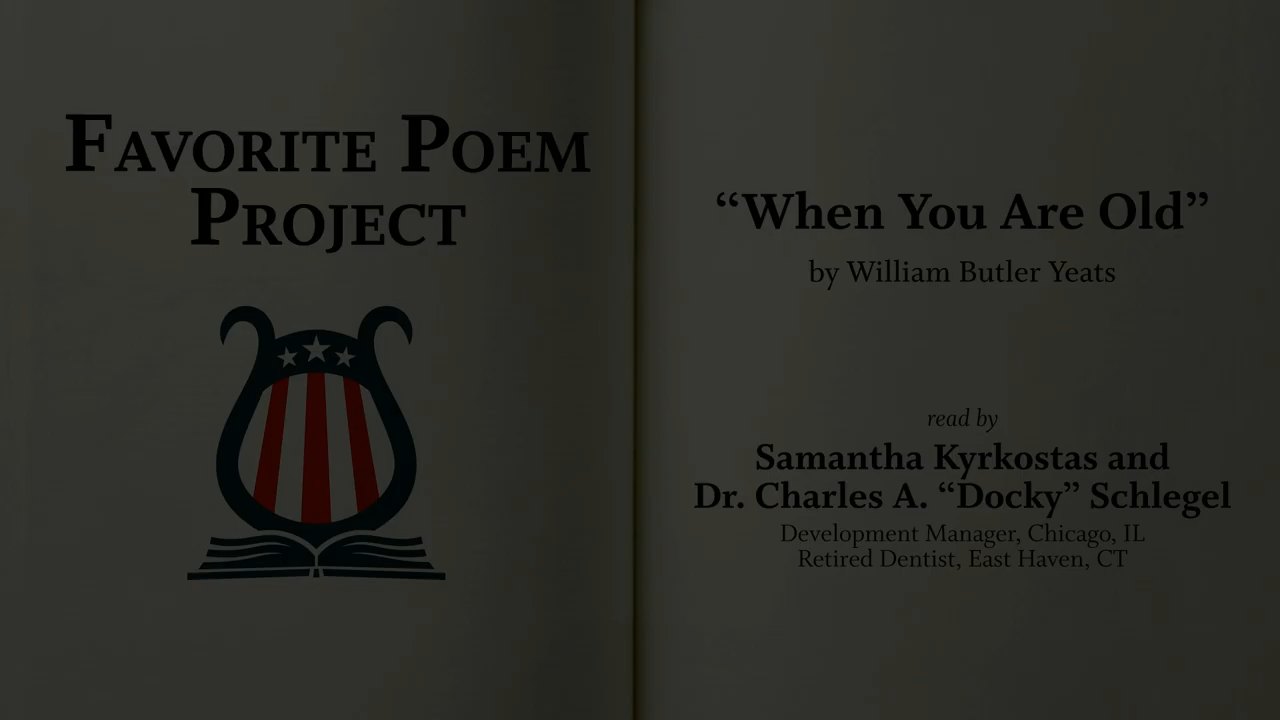 FAVORITE POEM
PROJECT
“When You Are Old”
by William Butler Yeats
read by
Samantha Kyrkostas and
Dr. Charles A. “Docky” Schlegel
Development Manager, Chicago, IL
Retired Dentist, East Haven, CT